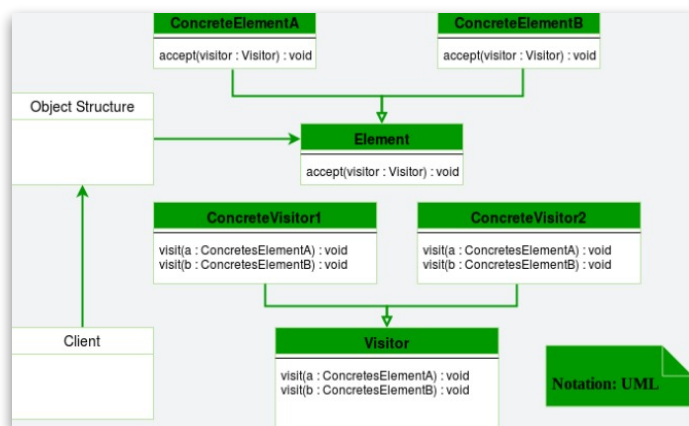 ConcreteElementA
accept(visitor : Visitor) : void
ConcreteElementB
accept(visitor : Visitor) : void
Object Structure
Element
accept(visitor : Visitor) : void
ConcreteVisitor1
visit(a : ConcretesElementA) : void
visit(b : ConcretesElementB) : void
ConcreteVisitor2
visit(a : ConcretesElementA) : void
visit(b : ConcretesElementB) : void
Client
Visitor
visit(a : ConcretesElementA) : void
visit(b : ConcretesElementB) : void
Notation: UML